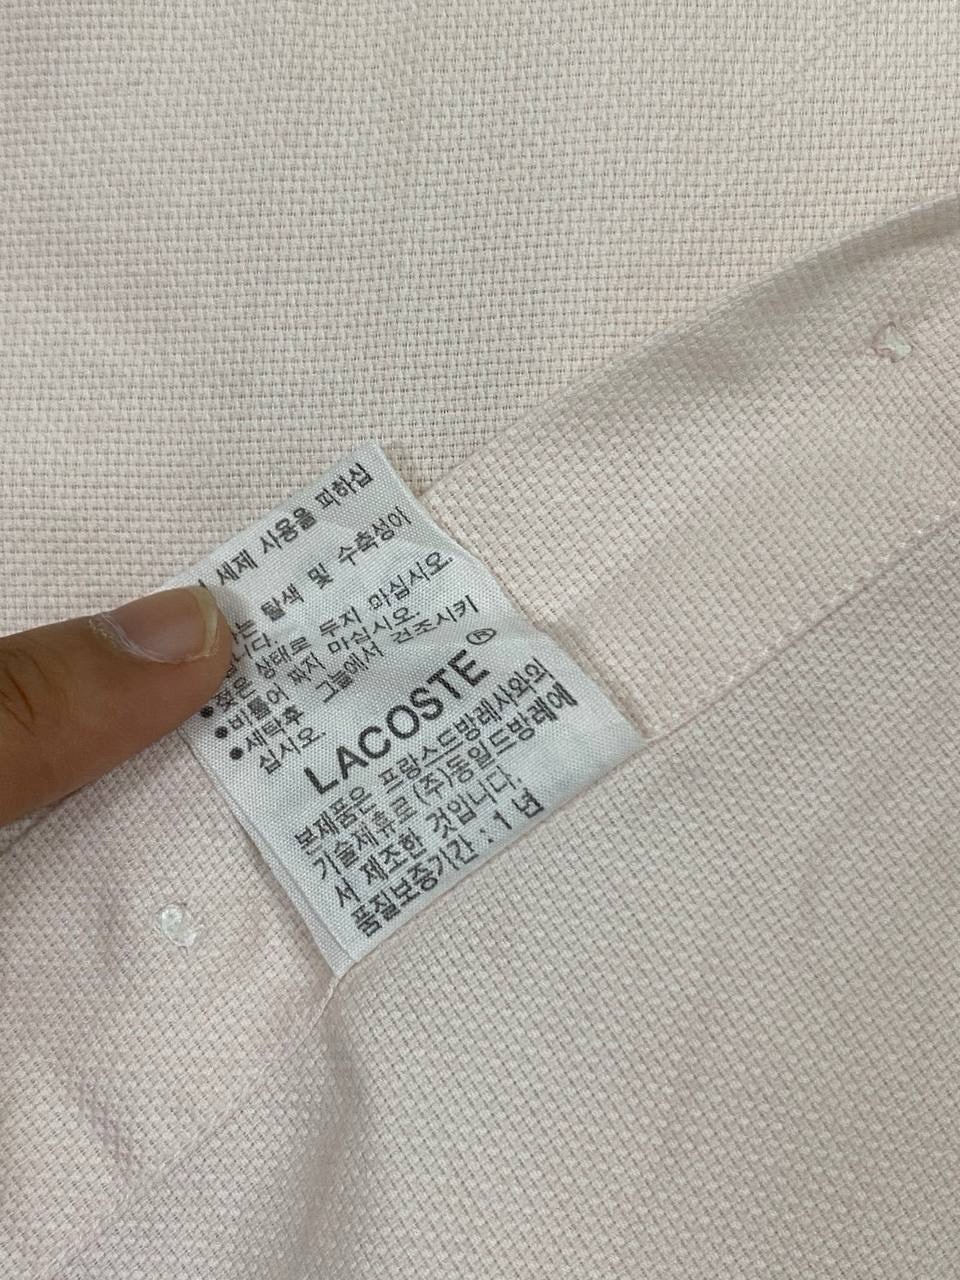 세제 사용을 피하십
는 탈색 및 수축성이
니다.
●젖은 상태로 두지 마십시오.
●비틀어 짜지 마십시오.
●세탁후 그늘에서 건조시키
십시오.
LACOSTE®
본제품은 프랑스드방레사와의
기술제휴로 (주)동일드방레에
서 제조한 것입니다.
품질보증기간 : 1 년